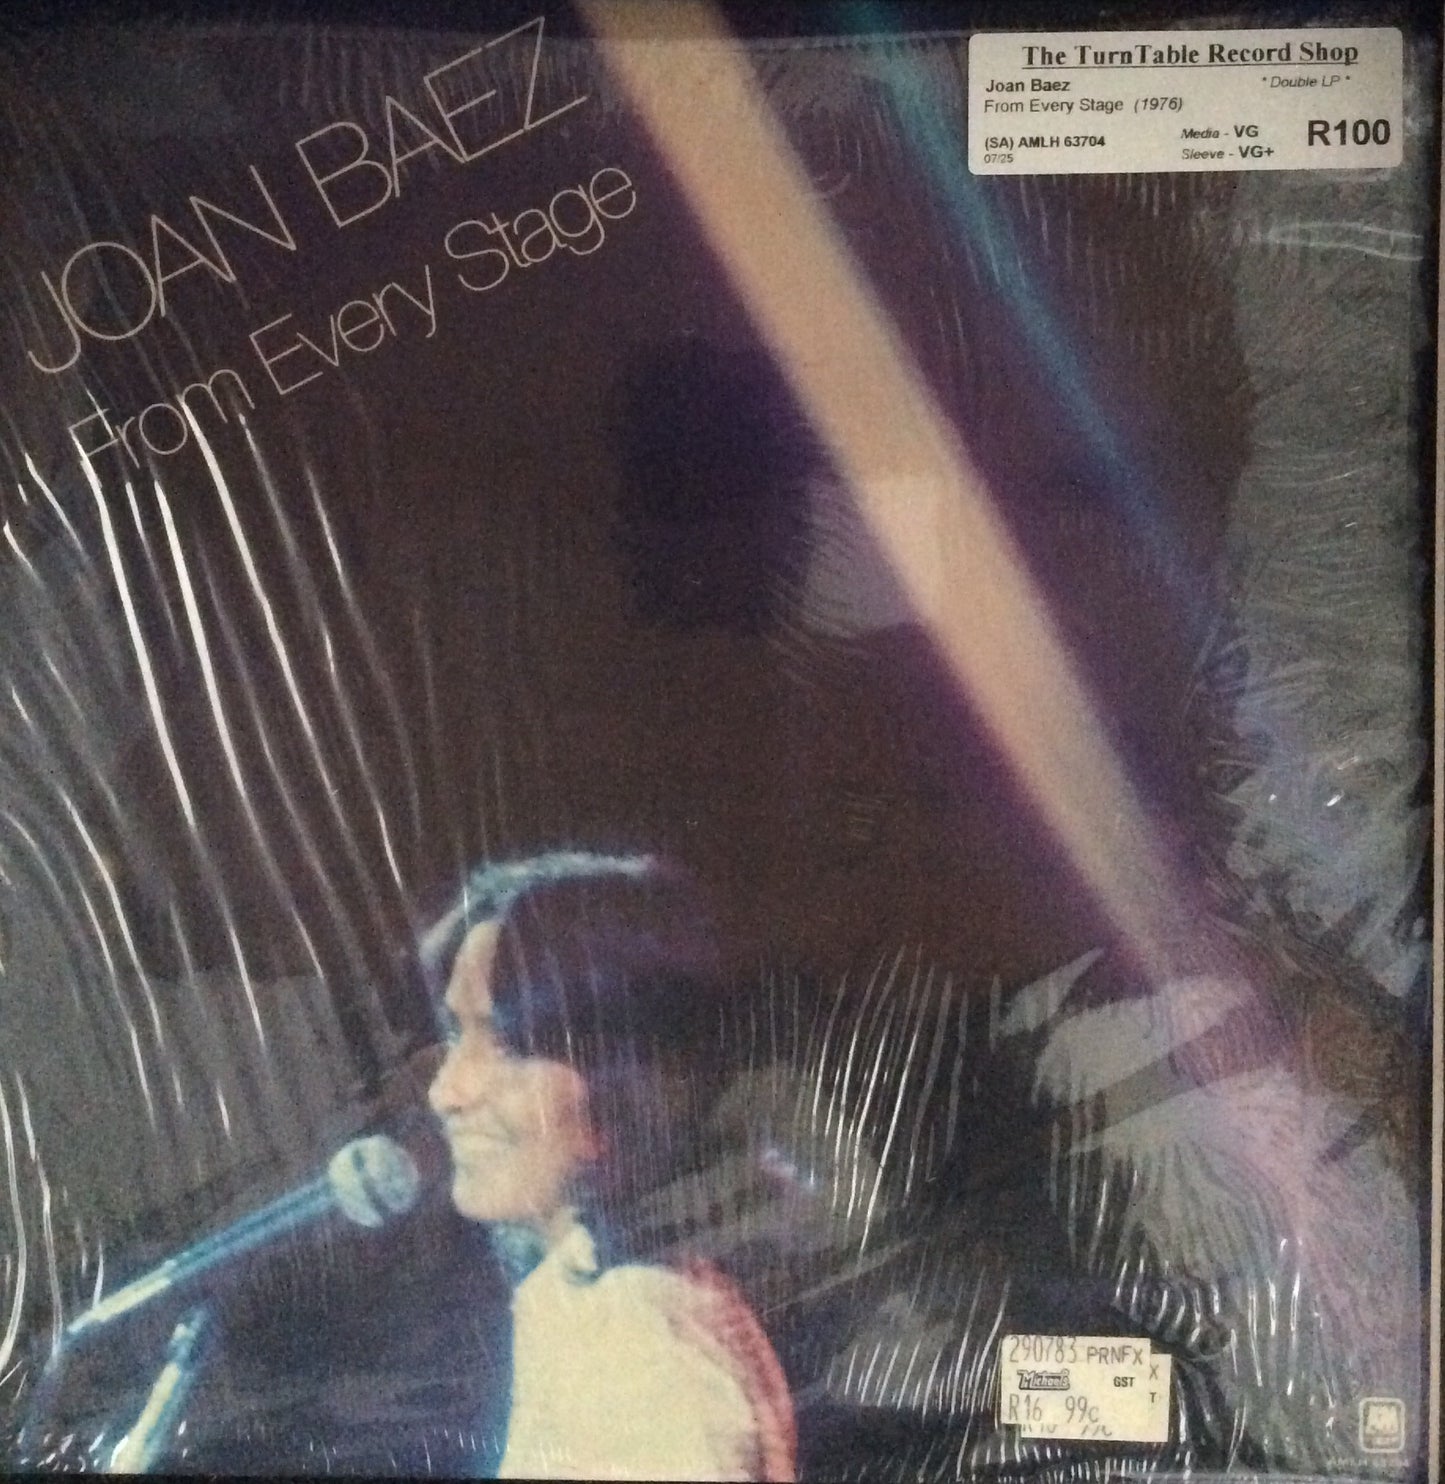 JOAN BAEZ
From Every Stage
The TurnTable Record Shop
Joan Baez * Double LP *
From Every Stage (1976)
(SA) AMLH 63704 Media - VG R100
07/25 Sleeve - VG+
290783 PRNFX
X
Michaels GST
T
R16 99c
A&M